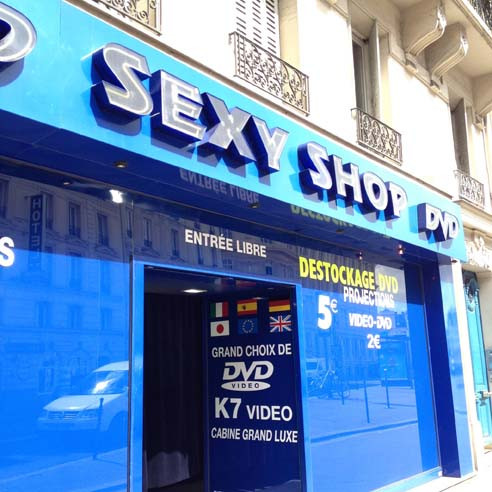 D SEXY SHOP DVD
ENTRÉE LIBRE
DESTOCKAGE-DVD
PROJECTIONS
5€
VIDEO-DVD
2€
GRAND CHOIX DE
DVD
VIDEO
K7 VIDEO
CABINE GRAND LUXE
S
HOTEL